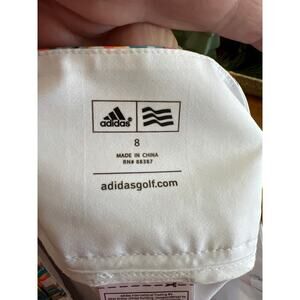 adidas
8
MADE IN CHINA
RN# 88387
adidasgolf.com